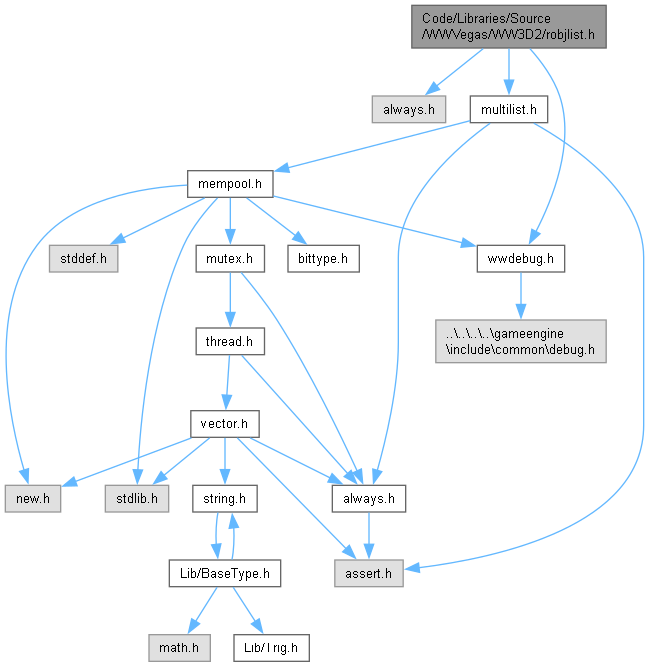 Code/Libraries/Source
/WWVegas/WW3D2/robjlist.h
always.h
multilist.h
mempool.h
stddef.h
mutex.h
bittype.h
wwdebug.h
thread.h
..\..\..\..\gameengine
\include\common\debug.h
vector.h
new.h
stdlib.h
string.h
always.h
Lib/BaseType.h
assert.h
math.h
Lib/Trig.h